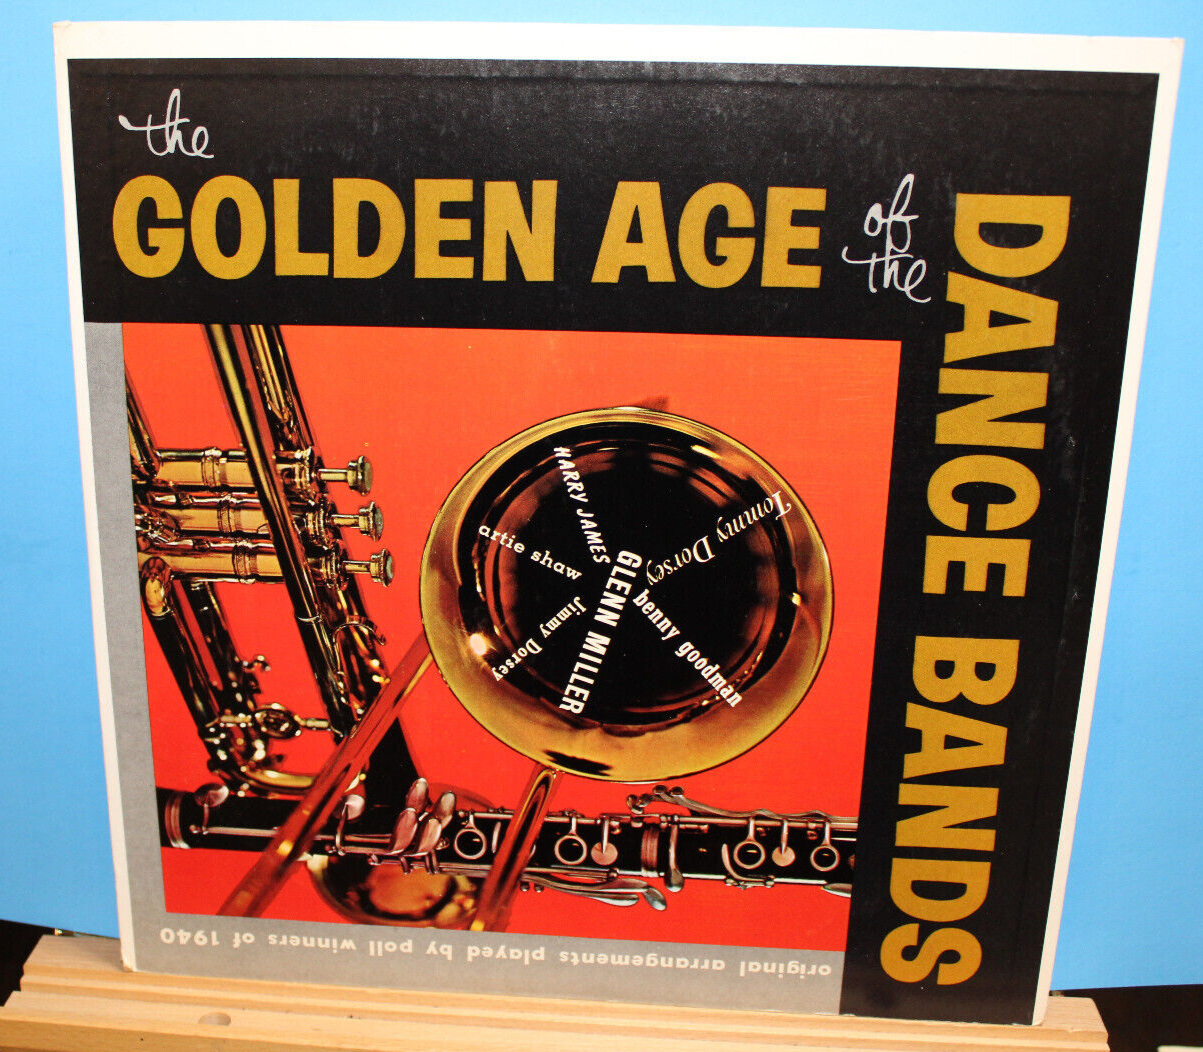 the
GOLDEN AGE
of
the
DANCE BANDS
HARRY JAMES
Tommy Dorsey
artie shaw
GLENN MILLER
benny goodman
Jimmy Dorsey
original arrangements played by poll winners of 1940